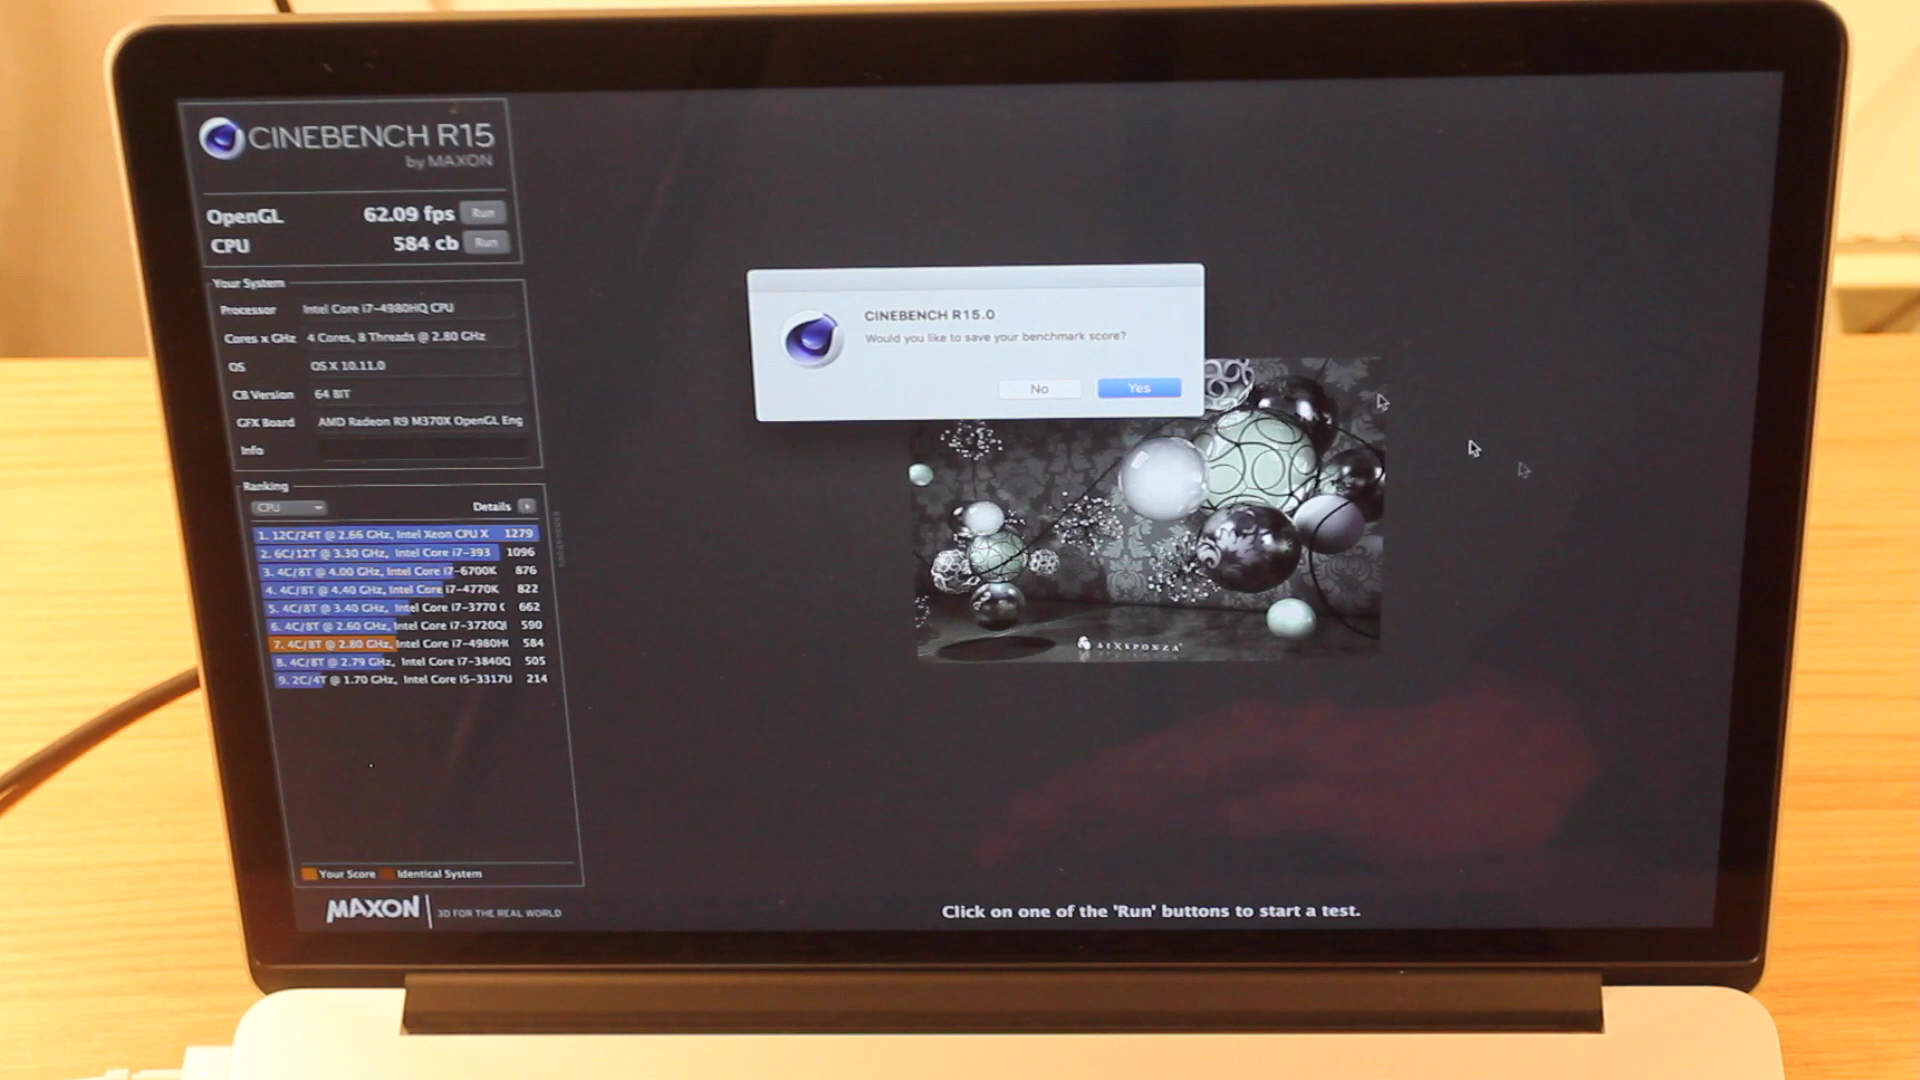 CINEBENCH R15
by MAXON
OpenGL 62.09 fps Run
CPU 584 cb Run
Your System
Processor Intel Core i7-4980HQ CPU
Cores x GHz 4 Cores, 8 Threads @ 2.80 GHz
OS OS X 10.11.0
CB Version 64 BIT
GFX Board AMD Radeon R9 M370X OpenGL Eng
Info
Ranking
CPU Details
1. 12C/24T @ 2.66 GHz, Intel Xeon CPU X 1279
2. 6C/12T @ 3.30 GHz, Intel Core i7-393 1096
3. 4C/8T @ 4.00 GHz, Intel Core i7-6700K 876
4. 4C/8T @ 4.40 GHz, Intel Core i7-4770K 822
5. 4C/8T @ 3.40 GHz, Intel Core i7-3770 662
6. 4C/8T @ 2.60 GHz, Intel Core i7-3720QI 590
7. 4C/8T @ 2.80 GHz, Intel Core i7-4980H 584
8. 4C/8T @ 2.79 GHz, Intel Core i7-3840Q 505
9. 2C/4T @ 1.70 GHz, Intel Core i5-3317U 214
Your Score Identical System
MAXON 3D FOR THE REAL WORLD
CINEBENCH R15.0
Would you like to save your benchmark score?
No Yes
SIXSPONZA
Click on one of the 'Run' buttons to start a test.